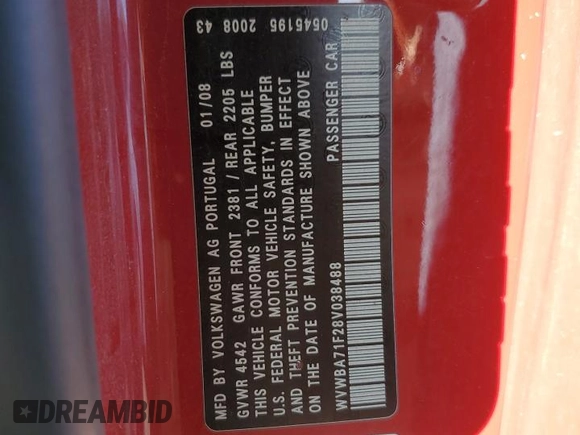 MFD BY VOLKSWAGEN AG PORTUGAL 01/08 2008 43 0545195
GVWR 4542 GAWR FRONT 2381 / REAR 2205 LBS
THIS VEHICLE CONFORMS TO ALL APPLICABLE
U.S. FEDERAL MOTOR VEHICLE SAFETY, BUMPER
AND THEFT PREVENTION STANDARDS IN EFFECT
ON THE DATE OF MANUFACTURE SHOWN ABOVE
WVWBA71F28V038488 PASSENGER CAR
DREAMBID